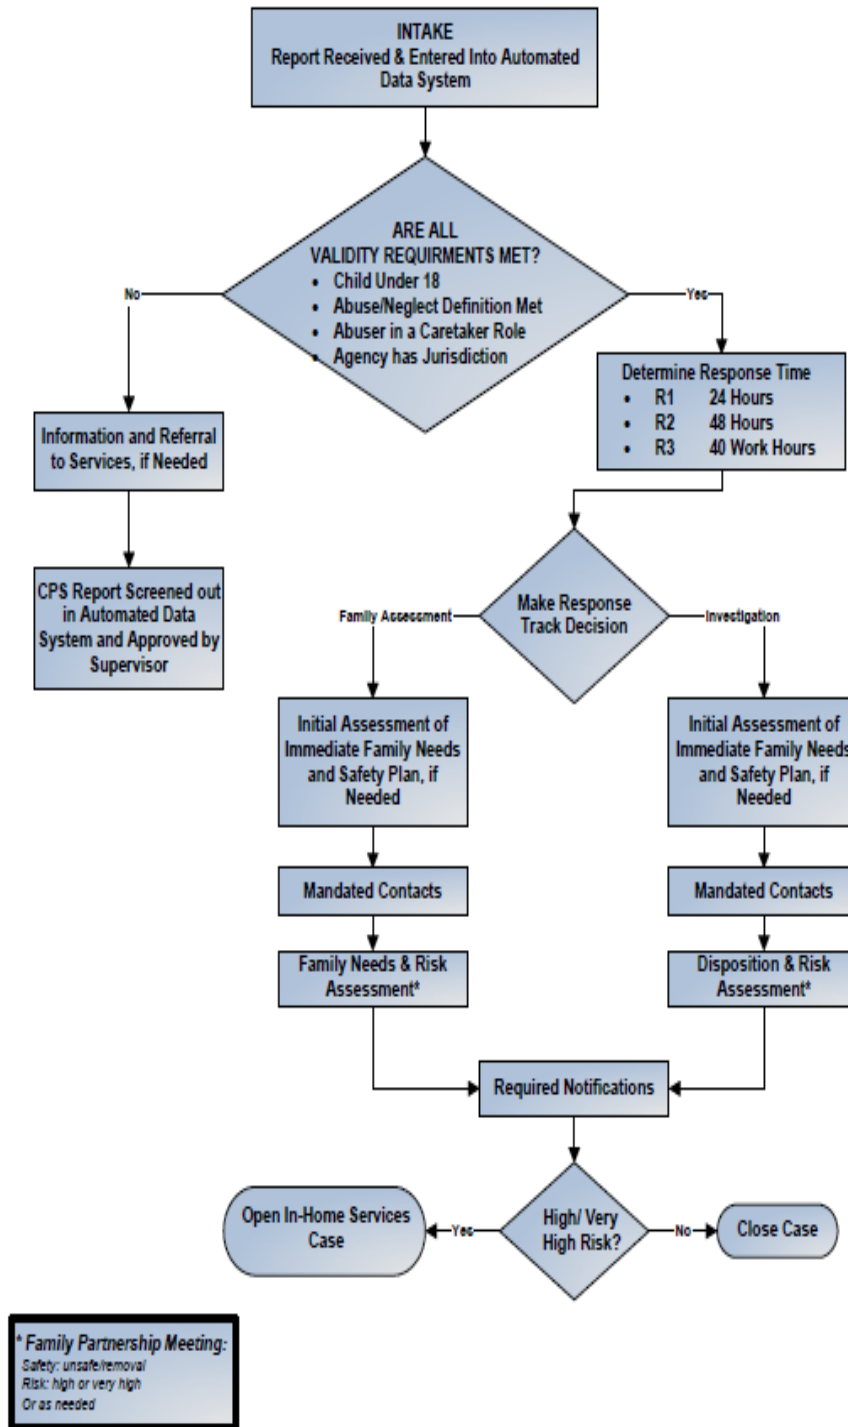 INTAKE
Report Received & Entered Into Automated
Data System
ARE ALL
VALIDITY REQUIRMENTS MET?
• Child Under 18
• Abuse/Neglect Definition Met
• Abuser in a Caretaker Role
• Agency has Jurisdiction
No
Yes
Determine Response Time
• R1 24 Hours
• R2 48 Hours
• R3 40 Work Hours
Information and Referral
to Services, if Needed
CPS Report Screened out
in Automated Data
System and Approved by
Supervisor
Make Response
Track Decision
Family Assessment
Investigation
Initial Assessment of
Immediate Family Needs
and Safety Plan, if
Needed
Initial Assessment of
Immediate Family Needs
and Safety Plan, if
Needed
Mandated Contacts
Mandated Contacts
Family Needs & Risk
Assessment*
Disposition & Risk
Assessment*
Required Notifications
High/ Very
High Risk?
Yes
No
Open In-Home Services
Case
Close Case
* Family Partnership Meeting:
Safety: unsafe/removal
Risk: high or very high
Or as needed